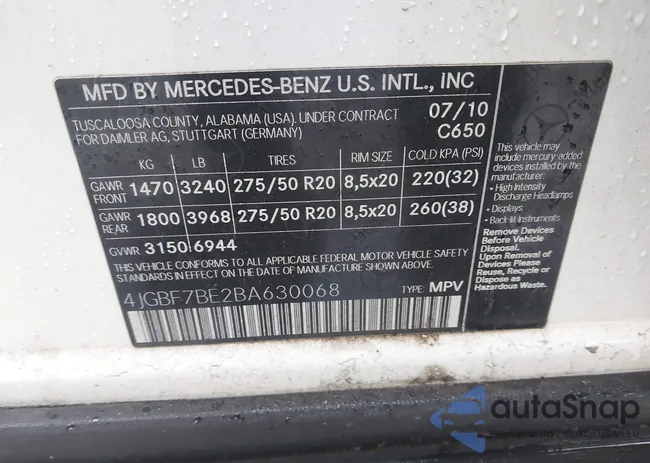 MFD BY MERCEDES-BENZ U.S. INTL., INC
TUSCALOOSA COUNTY, ALABAMA (USA). UNDER CONTRACT
FOR DAIMLER AG, STUTTGART (GERMANY)
07/10
C650
KG LB TIRES RIM SIZE COLD KPA (PSI)
GAWR FRONT 1470 3240 275/50 R20 8,5x20 220(32)
GAWR REAR 1800 3968 275/50 R20 8,5x20 260(38)
GVWR 3150 6944
THIS VEHICLE CONFORMS TO ALL APPLICABLE FEDERAL MOTOR VEHICLE SAFETY
STANDARDS IN EFFECT ON THE DATE OF MANUFACTURE SHOWN ABOVE
4JGBF7BE2BA630068 TYPE MPV
This vehicle may
include mercury-added
devices installed by the
manufacturer:
• High Intensity
Discharge Headlamps
• Displays
• Back-lit Instruments
Remove Devices
Before Vehicle
Disposal.
Upon Removal of
Devices Please
Reuse, Recycle or
Dispose as
Hazardous Waste.
autoSnap